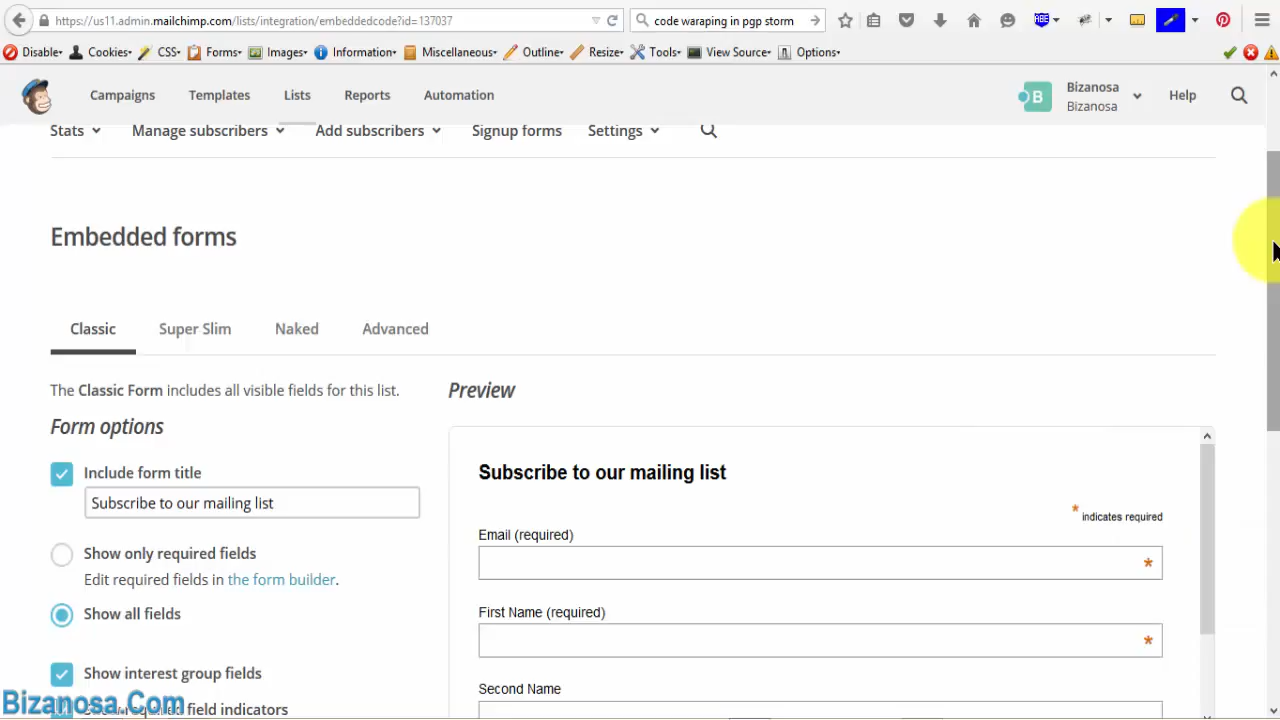 https://us11.admin.mailchimp.com/lists/integration/embeddedcode?id=137037
code waraping in pgp storm
ABE
Disable Cookies CSS Forms Images Information Miscellaneous Outline Resize Tools View Source Options
Campaigns Templates Lists Reports Automation
B Bizanosa
Bizanosa
Help
Stats Manage subscribers Add subscribers Signup forms Settings
Embedded forms
Classic Super Slim Naked Advanced
The Classic Form includes all visible fields for this list.
Form options
Include form title
Subscribe to our mailing list
Show only required fields
Edit required fields in the form builder.
Show all fields
Show interest group fields
required field indicators
Preview
Subscribe to our mailing list
* indicates required
Email (required)
*
First Name (required)
*
Second Name
Bizanosa.Com